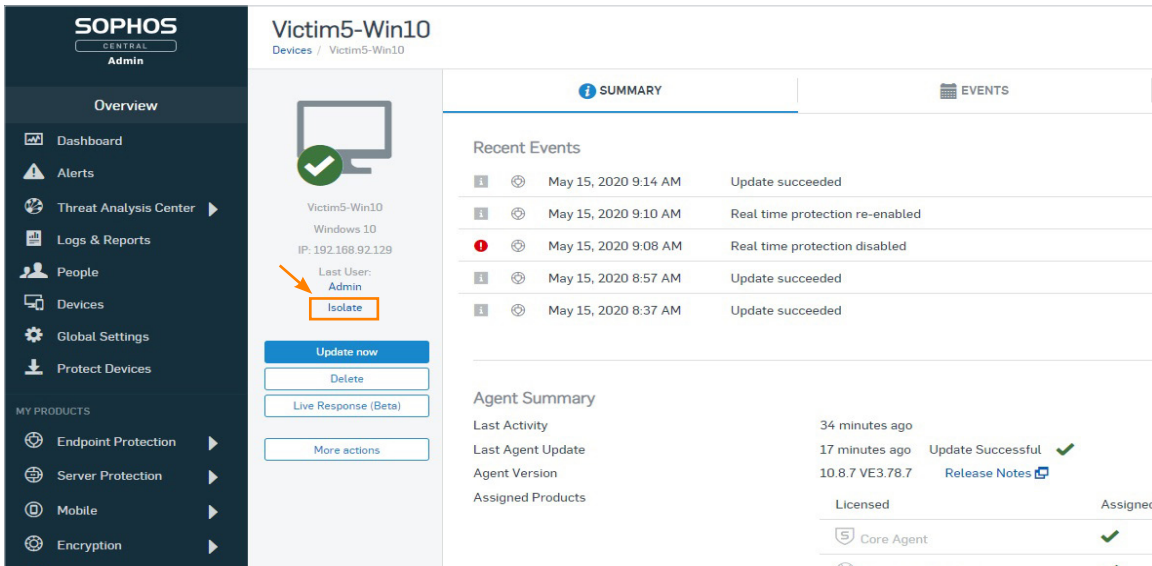 SOPHOS
CENTRAL
Admin
Overview
Dashboard
Alerts
Threat Analysis Center
Logs & Reports
People
Devices
Global Settings
Protect Devices
MY PRODUCTS
Endpoint Protection
Server Protection
Mobile
Encryption
Victim5-Win10
Devices / Victim5-Win10
Victim5-Win10
Windows 10
IP: 192.168.92.129
Last User:
Admin
Isolate
Update now
Delete
Live Response (Beta)
More actions
SUMMARY
EVENTS
Recent Events
May 15, 2020 9:14 AM Update succeeded
May 15, 2020 9:10 AM Real time protection re-enabled
May 15, 2020 9:08 AM Real time protection disabled
May 15, 2020 8:57 AM Update succeeded
May 15, 2020 8:37 AM Update succeeded
Agent Summary
Last Activity 34 minutes ago
Last Agent Update 17 minutes ago Update Successful
Agent Version 10.8.7 VE3.78.7 Release Notes
Assigned Products
Licensed Assigned
Core Agent